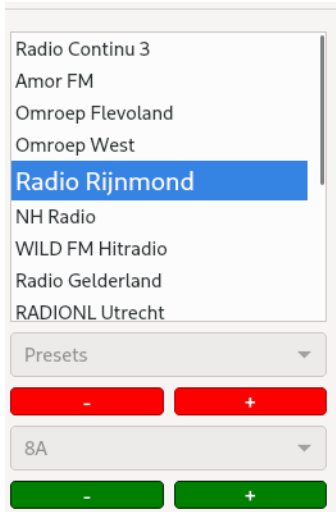 Radio Continu 3
Amor FM
Omroep Flevoland
Omroep West
Radio Rijnmond
NH Radio
WILD FM Hitradio
Radio Gelderland
RADIONL Utrecht
Presets
- +
8A
- +